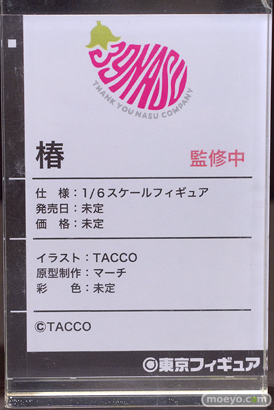 39NASU
THANK YOU NASU COMPANY
椿
監修中
仕　様：1/6スケールフィギュア
発売日：未定
価　格：未定
イラスト：TACCO
原型制作：マーチ
彩　　色：未定
©TACCO
東京フィギュア
moeyo.com